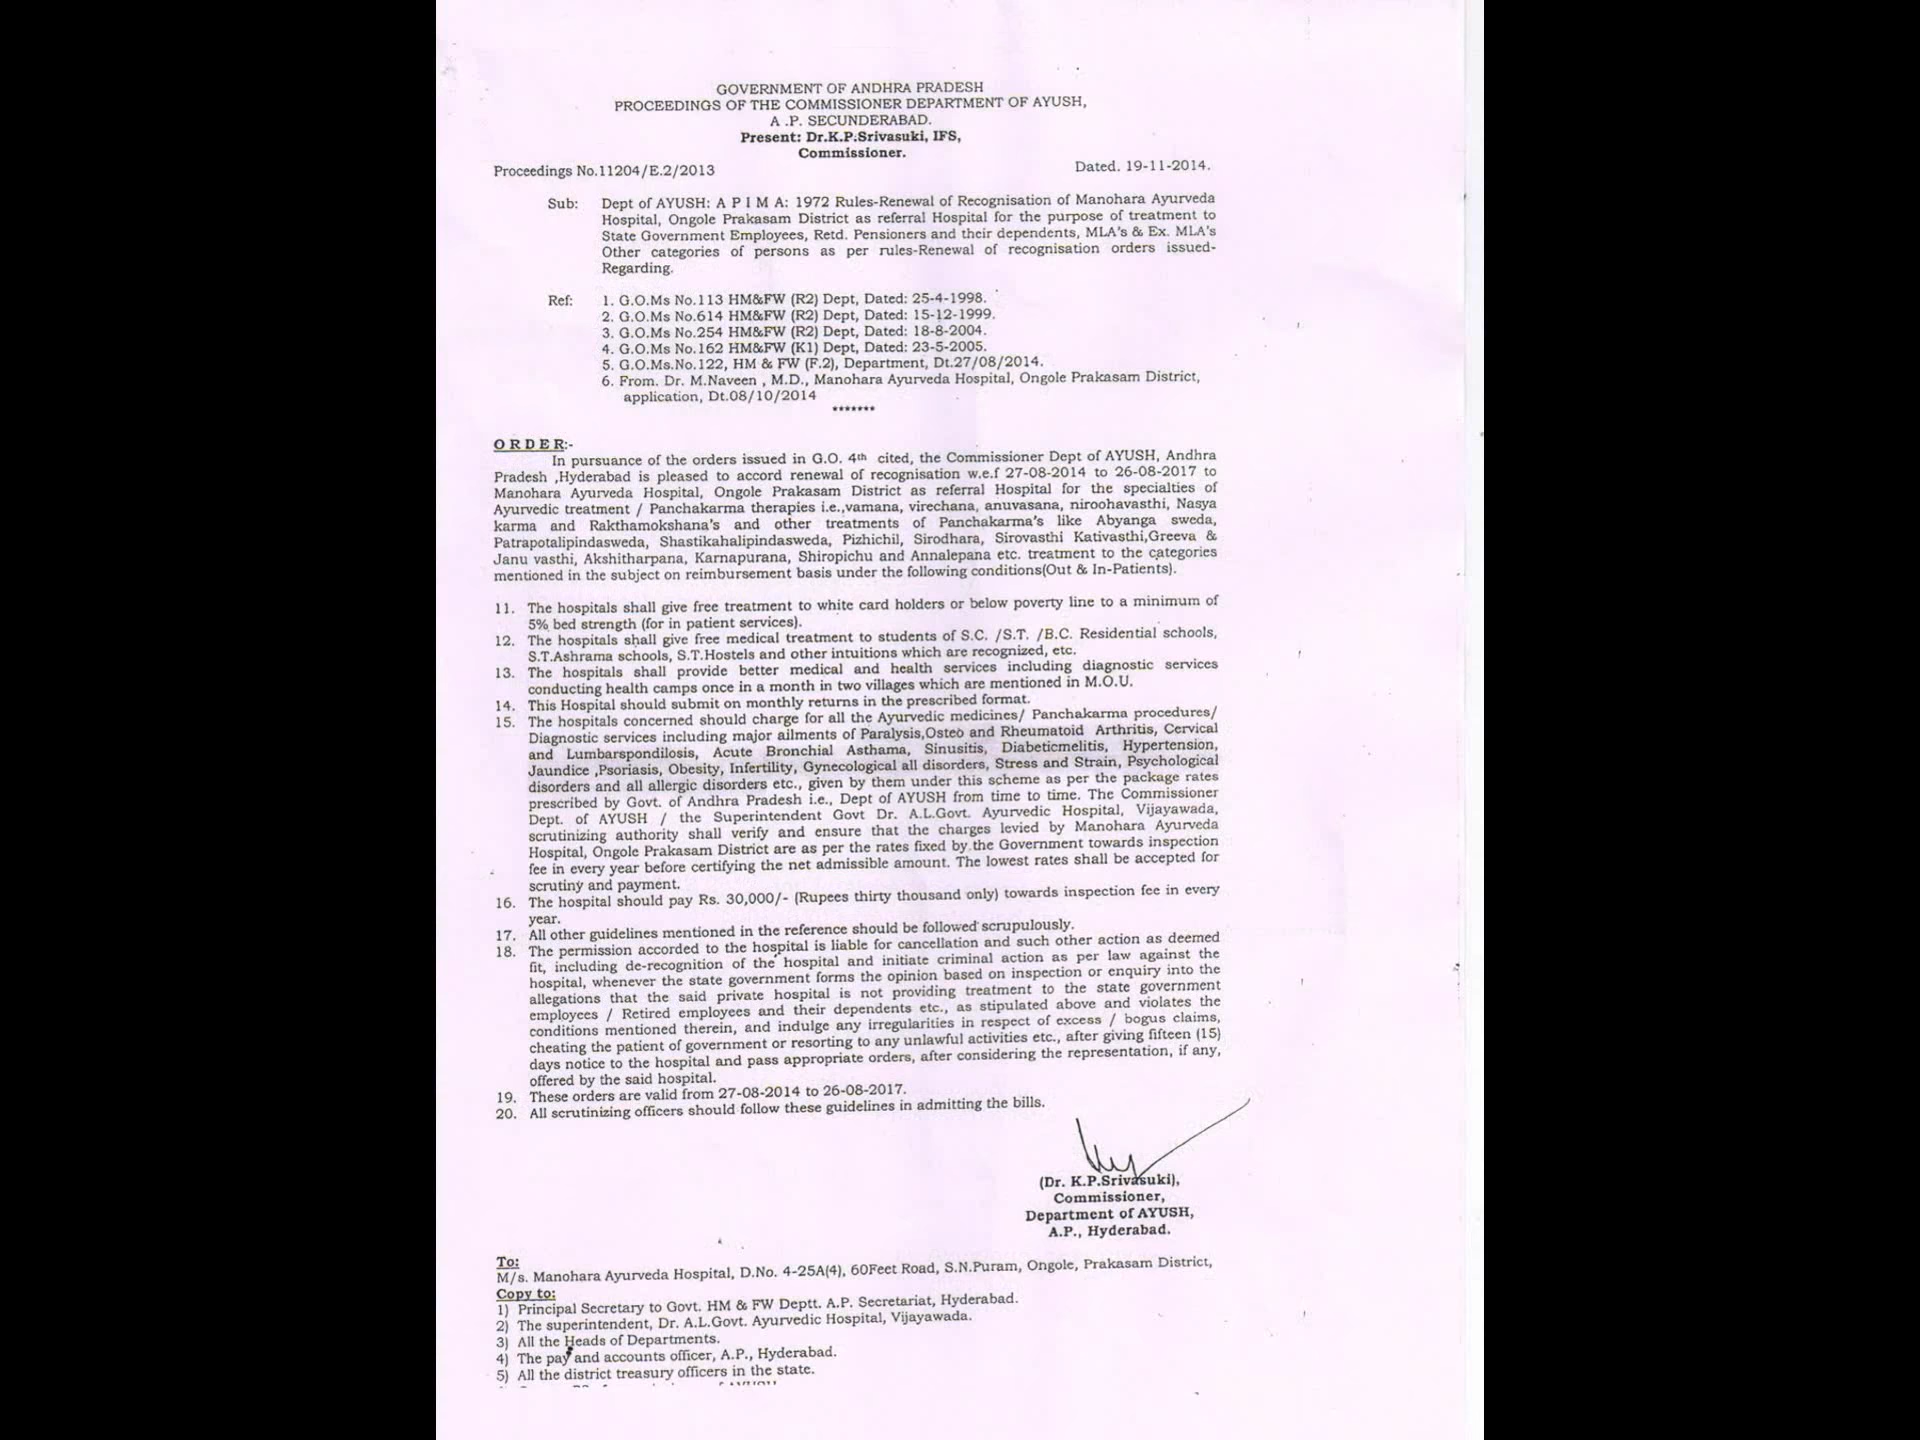 GOVERNMENT OF ANDHRA PRADESH
PROCEEDINGS OF THE COMMISSIONER DEPARTMENT OF AYUSH,
A .P. SECUNDERABAD.
Present: Dr.K.P.Srivasuki, IFS,
Commissioner.
Proceedings No.11204/E.2/2013 Dated. 19-11-2014.
Sub: Dept of AYUSH: A P I M A: 1972 Rules-Renewal of Recognisation of Manohara Ayurveda
Hospital, Ongole Prakasam District as referral Hospital for the purpose of treatment to
State Government Employees, Retd. Pensioners and their dependents, MLA's & Ex. MLA's
Other categories of persons as per rules-Renewal of recognisation orders issued-
Regarding.
Ref: 1. G.O.Ms No.113 HM&FW (R2) Dept, Dated: 25-4-1998.
2. G.O.Ms No.614 HM&FW (R2) Dept, Dated: 15-12-1999.
3. G.O.Ms No.254 HM&FW (R2) Dept, Dated: 18-8-2004.
4. G.O.Ms No.162 HM&FW (K1) Dept, Dated: 23-5-2005.
5. G.O.Ms.No.122, HM & FW (F.2), Department, Dt.27/08/2014.
6. From. Dr. M.Naveen , M.D., Manohara Ayurveda Hospital, Ongole Prakasam District,
application, Dt.08/10/2014
*******
O R D E R:-
In pursuance of the orders issued in G.O. 4th cited, the Commissioner Dept of AYUSH, Andhra
Pradesh ,Hyderabad is pleased to accord renewal of recognisation w.e.f 27-08-2014 to 26-08-2017 to
Manohara Ayurveda Hospital, Ongole Prakasam District as referral Hospital for the specialties of
Ayurvedic treatment / Panchakarma therapies i.e.,vamana, virechana, anuvasana, niroohavasthi, Nasya
karma and Rakthamokshana's and other treatments of Panchakarma's like Abyanga sweda,
Patrapotalipindasweda, Shastikahalipindasweda, Pizhichil, Sirodhara, Sirovasthi Kativasthi,Greeva &
Janu vasthi, Akshitharpana, Karnapurana, Shiropichu and Annalepana etc. treatment to the categories
mentioned in the subject on reimbursement basis under the following conditions(Out & In-Patients).
11. The hospitals shall give free treatment to white card holders or below poverty line to a minimum of
5% bed strength (for in patient services).
12. The hospitals shall give free medical treatment to students of S.C. /S.T. /B.C. Residential schools,
S.T.Ashrama schools, S.T.Hostels and other intuitions which are recognized, etc.
13. The hospitals shall provide better medical and health services including diagnostic services
conducting health camps once in a month in two villages which are mentioned in M.O.U.
14. This Hospital should submit on monthly returns in the prescribed format.
15. The hospitals concerned should charge for all the Ayurvedic medicines/ Panchakarma procedures/
Diagnostic services including major ailments of Paralysis,Osteo and Rheumatoid Arthritis, Cervical
and Lumbarspondilosis, Acute Bronchial Asthama, Sinusitis, Diabeticmelitis, Hypertension,
Jaundice ,Psoriasis, Obesity, Infertility, Gynecological all disorders, Stress and Strain, Psychological
disorders and all allergic disorders etc., given by them under this scheme as per the package rates
prescribed by Govt. of Andhra Pradesh i.e., Dept of AYUSH from time to time. The Commissioner
Dept. of AYUSH / the Superintendent Govt Dr. A.L.Govt. Ayurvedic Hospital, Vijayawada,
scrutinizing authority shall verify and ensure that the charges levied by Manohara Ayurveda
Hospital, Ongole Prakasam District are as per the rates fixed by the Government towards inspection
fee in every year before certifying the net admissible amount. The lowest rates shall be accepted for
scrutiny and payment.
16. The hospital should pay Rs. 30,000/- (Rupees thirty thousand only) towards inspection fee in every
year.
17. All other guidelines mentioned in the reference should be followed scrupulously.
18. The permission accorded to the hospital is liable for cancellation and such other action as deemed
fit, including de-recognition of the hospital and initiate criminal action as per law against the
hospital, whenever the state government forms the opinion based on inspection or enquiry into the
allegations that the said private hospital is not providing treatment to the state government
employees / Retired employees and their dependents etc., as stipulated above and violates the
conditions mentioned therein, and indulge any irregularities in respect of excess / bogus claims,
cheating the patient of government or resorting to any unlawful activities etc., after giving fifteen (15)
days notice to the hospital and pass appropriate orders, after considering the representation, if any,
offered by the said hospital.
19. These orders are valid from 27-08-2014 to 26-08-2017.
20. All scrutinizing officers should follow these guidelines in admitting the bills.
(Dr. K.P.Srivasuki),
Commissioner,
Department of AYUSH,
A.P., Hyderabad.
To:
M/s. Manohara Ayurveda Hospital, D.No. 4-25A(4), 60Feet Road, S.N.Puram, Ongole, Prakasam District,
Copy to:
1) Principal Secretary to Govt. HM & FW Deptt. A.P. Secretariat, Hyderabad.
2) The superintendent, Dr. A.L.Govt. Ayurvedic Hospital, Vijayawada.
3) All the Heads of Departments.
4) The pay and accounts officer, A.P., Hyderabad.
5) All the district treasury officers in the state.